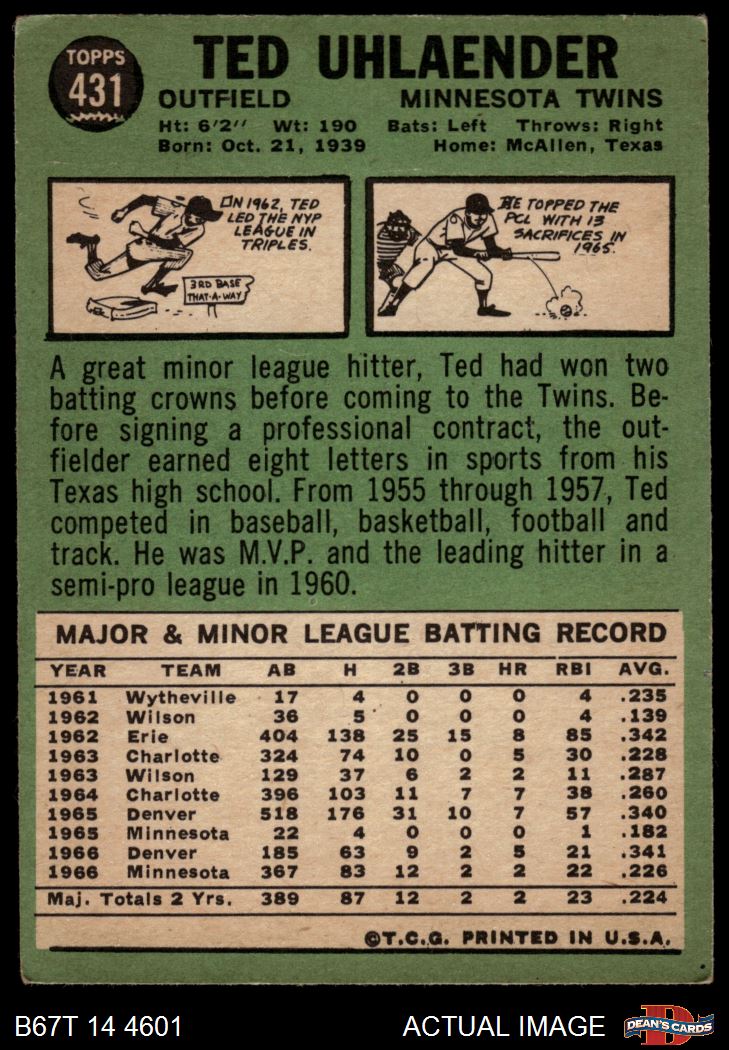 TOPPS
431
TED UHLAENDER
OUTFIELD MINNESOTA TWINS
Ht: 6'2" Wt: 190 Bats: Left Throws: Right
Born: Oct. 21, 1939 Home: McAllen, Texas
IN 1962, TED
LED THE NYP
LEAGUE IN
TRIPLES.
3RD BASE
THAT-A-WAY
HE TOPPED THE
PCL WITH 13
SACRIFICES IN
1965.
A great minor league hitter, Ted had won two
batting crowns before coming to the Twins. Be-
fore signing a professional contract, the out-
fielder earned eight letters in sports from his
Texas high school. From 1955 through 1957, Ted
competed in baseball, basketball, football and
track. He was M.V.P. and the leading hitter in a
semi-pro league in 1960.
MAJOR & MINOR LEAGUE BATTING RECORD
YEAR TEAM AB H 2B 3B HR RBI AVG.
1961 Wytheville 17 4 0 0 0 4 .235
1962 Wilson 36 5 0 0 0 4 .139
1962 Erie 404 138 25 15 8 85 .342
1963 Charlotte 324 74 10 0 5 30 .228
1963 Wilson 129 37 6 2 2 11 .287
1964 Charlotte 396 103 11 7 7 38 .260
1965 Denver 518 176 31 10 7 57 .340
1965 Minnesota 22 4 0 0 0 1 .182
1966 Denver 185 63 9 2 5 21 .341
1966 Minnesota 367 83 12 2 2 22 .226
Maj. Totals 2 Yrs. 389 87 12 2 2 23 .224
©T.C.G. PRINTED IN U.S.A.
B67T 14 4601 ACTUAL IMAGE DEAN'S CARDS